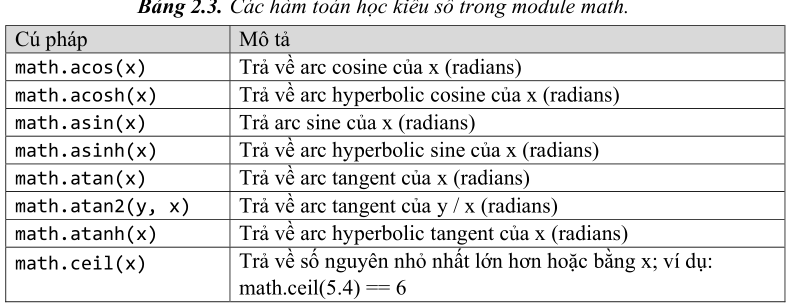 Bảng 2.3. Các hàm toán học kiểu số trong module math.
Cú pháp Mô tả
math.acos(x) Trả về arc cosine của x (radians)
math.acosh(x) Trả về arc hyperbolic cosine của x (radians)
math.asin(x) Trả arc sine của x (radians)
math.asinh(x) Trả về arc hyperbolic sine của x (radians)
math.atan(x) Trả về arc tangent của x (radians)
math.atan2(y, x) Trả về arc tangent của y / x (radians)
math.atanh(x) Trả về arc hyperbolic tangent của x (radians)
math.ceil(x) Trả về số nguyên nhỏ nhất lớn hơn hoặc bằng x; ví dụ:
math.ceil(5.4) == 6